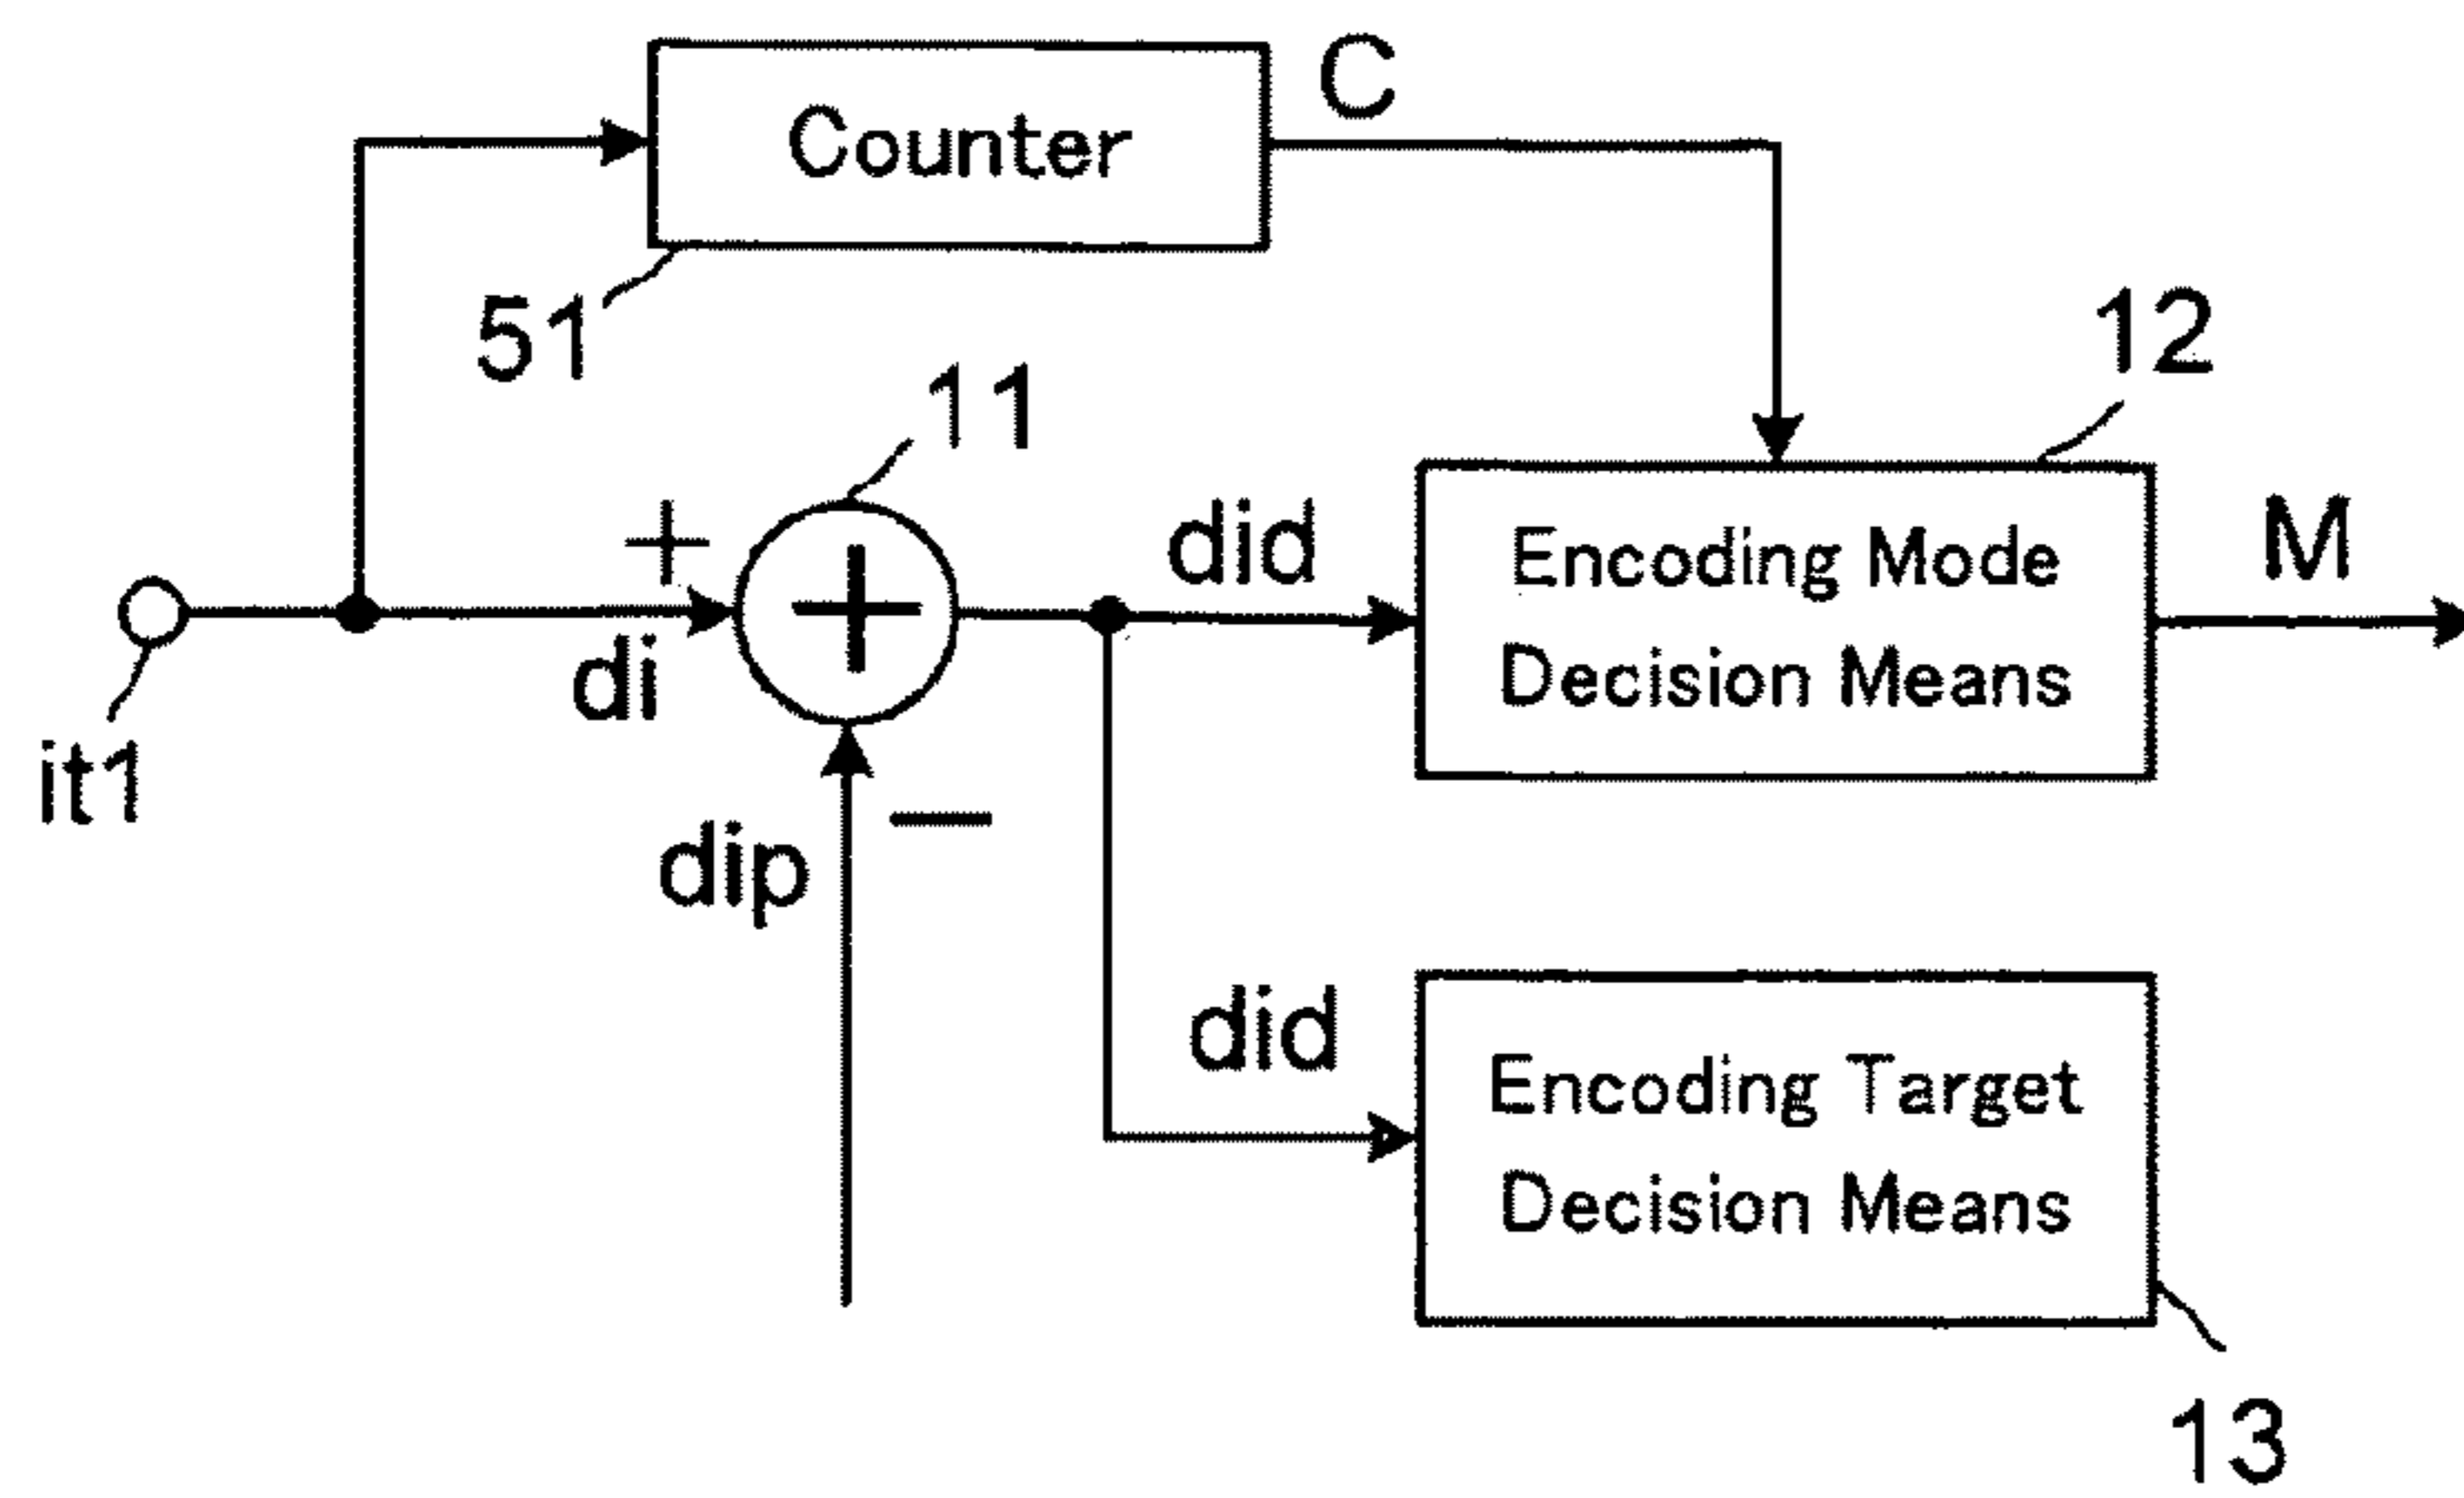 C
Counter
51
12
11
+
did
M
Encoding Mode
Decision Means
di
it1
dip
−
did
Encoding Target
Decision Means
13